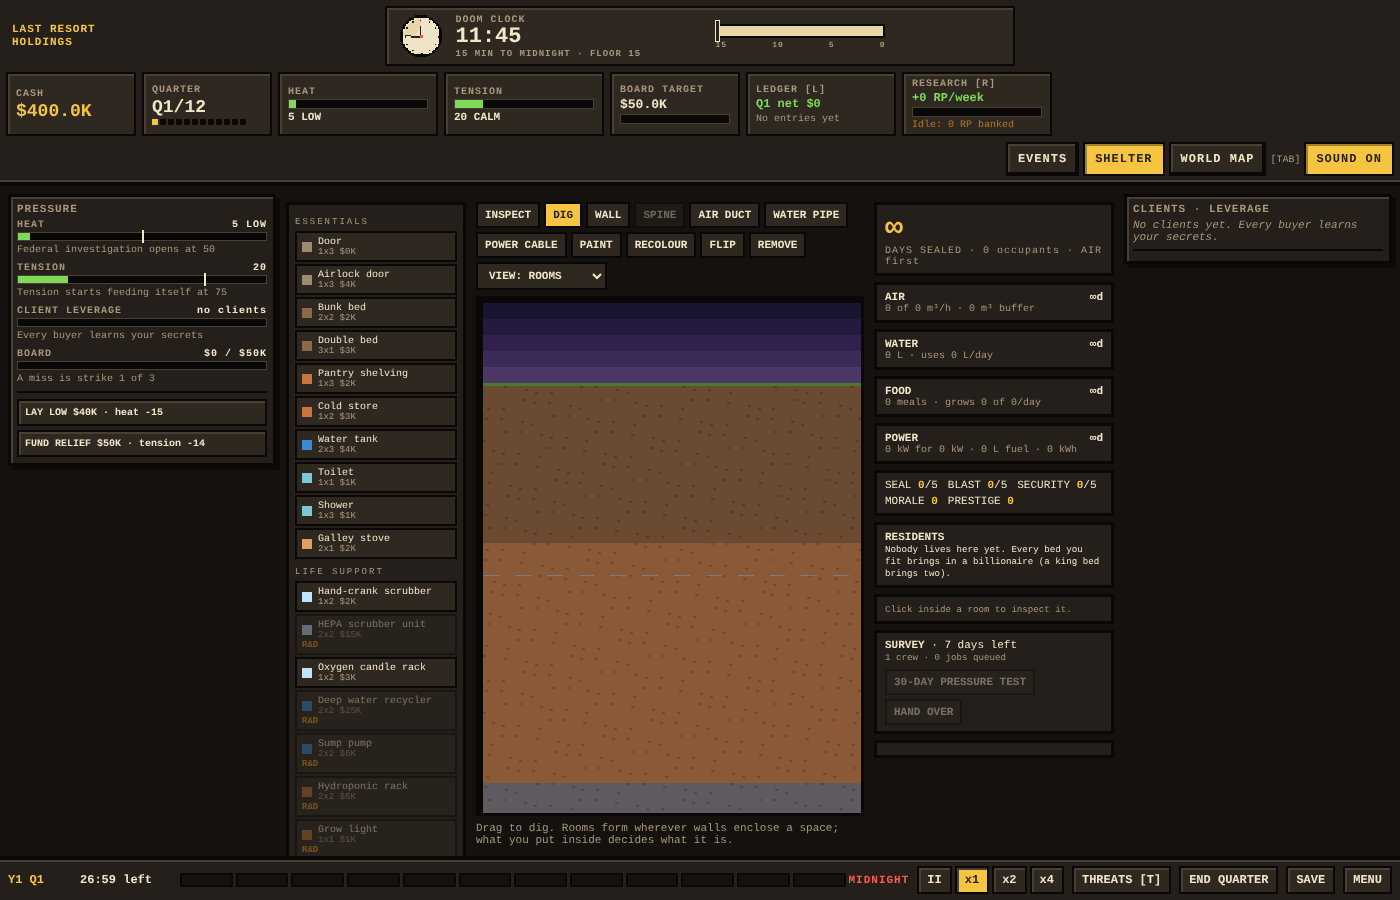 LAST RESORT
HOLDINGS
DOOM CLOCK
11:45
15 MIN TO MIDNIGHT · FLOOR 15
15 10 5 0
CASH
$400.0K
QUARTER
Q1/12
HEAT
5 LOW
TENSION
20 CALM
BOARD TARGET
$50.0K
LEDGER [L]
Q1 net $0
No entries yet
RESEARCH [R]
+0 RP/week
Idle: 0 RP banked
EVENTS
SHELTER
WORLD MAP
[TAB]
SOUND ON
PRESSURE
HEAT 5 LOW
Federal investigation opens at 50
TENSION 20
Tension starts feeding itself at 75
CLIENT LEVERAGE no clients
Every buyer learns your secrets
BOARD $0 / $50K
A miss is strike 1 of 3
LAY LOW $40K · heat -15
FUND RELIEF $50K · tension -14
ESSENTIALS
Door
1x3 $0K
Airlock door
1x3 $4K
Bunk bed
2x2 $2K
Double bed
3x1 $3K
Pantry shelving
1x3 $2K
Cold store
1x2 $3K
Water tank
2x3 $4K
Toilet
1x1 $1K
Shower
1x3 $1K
Galley stove
2x1 $2K
LIFE SUPPORT
Hand-crank scrubber
1x2 $2K
HEPA scrubber unit
2x2 $15K
R&D
Oxygen candle rack
1x2 $3K
Deep water recycler
2x2 $25K
R&D
Sump pump
2x2 $6K
R&D
Hydroponic rack
2x2 $6K
R&D
Grow light
1x1 $1K
R&D
INSPECT
DIG
WALL
SPINE
AIR DUCT
WATER PIPE
POWER CABLE
PAINT
RECOLOUR
FLIP
REMOVE
VIEW: ROOMS
Drag to dig. Rooms form wherever walls enclose a space;
what you put inside decides what it is.
∞
DAYS SEALED · 0 occupants · AIR
first
AIR ∞d
0 of 0 m³/h · 0 m³ buffer
WATER ∞d
0 L · uses 0 L/day
FOOD ∞d
0 meals · grows 0 of 0/day
POWER ∞d
0 kW for 0 kW · 0 L fuel · 0 kWh
SEAL 0/5 BLAST 0/5 SECURITY 0/5
MORALE 0 PRESTIGE 0
RESIDENTS
Nobody lives here yet. Every bed you
fit brings in a billionaire (a king bed
brings two).
Click inside a room to inspect it.
SURVEY · 7 days left
1 crew · 0 jobs queued
30-DAY PRESSURE TEST
HAND OVER
CLIENTS · LEVERAGE
No clients yet. Every buyer learns
your secrets.
Y1 Q1
26:59 left
MIDNIGHT
II
x1
x2
x4
THREATS [T]
END QUARTER
SAVE
MENU